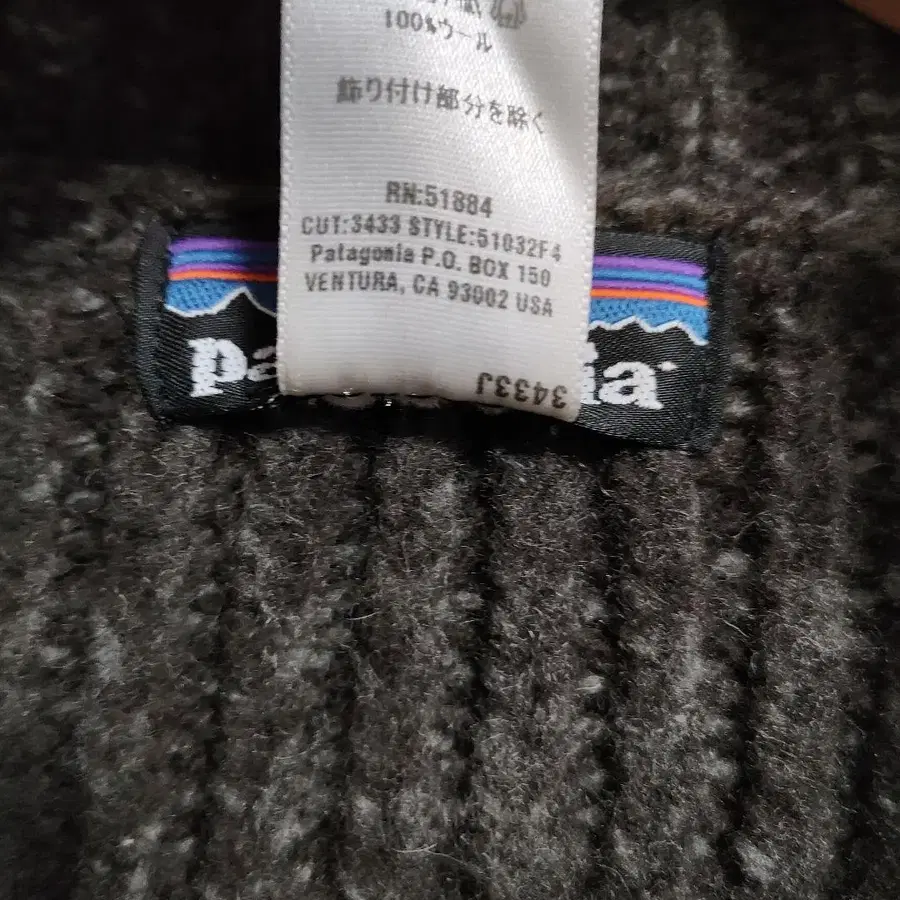 100%ウール
飾り付け部分を除く
RN:51884
CUT:3433 STYLE:51032F4
Patagonia P.O. BOX 150
VENTURA, CA 93002 USA
3433J
pa
ia